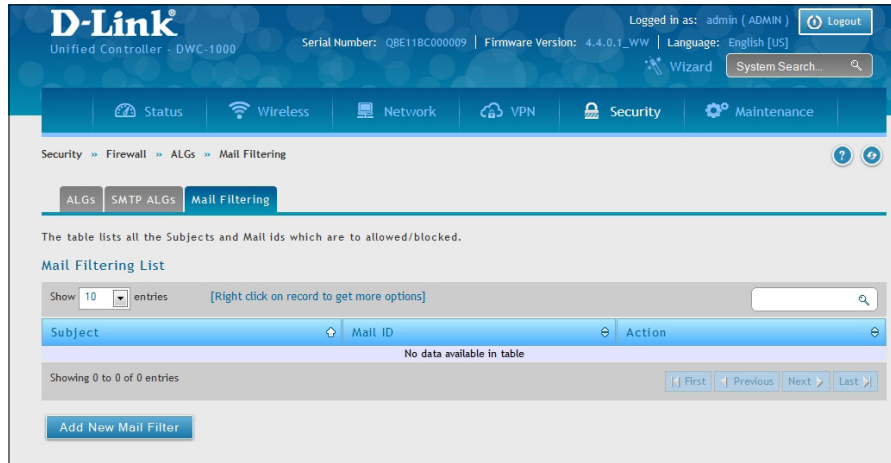 D-Link®
Unified Controller - DWC-1000
Logged in as: admin ( ADMIN )
Logout
Serial Number: QBE11BC000009 | Firmware Version: 4.4.0.1_WW | Language: English [US]
Wizard
System Search...
Status
Wireless
Network
VPN
Security
Maintenance
Security » Firewall » ALGs » Mail Filtering
?
ALGs
SMTP ALGs
Mail Filtering
The table lists all the Subjects and Mail ids which are to allowed/blocked.
Mail Filtering List
Show 10 entries
[Right click on record to get more options]
Subject
Mail ID
Action
No data available in table
Showing 0 to 0 of 0 entries
First
Previous
Next
Last
Add New Mail Filter